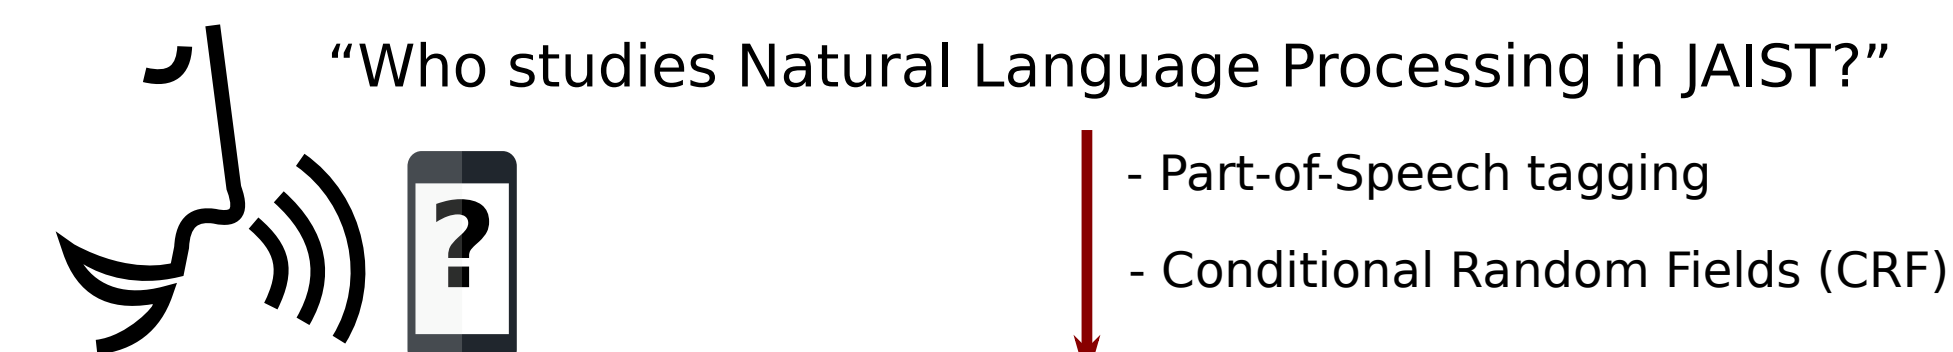 “Who studies Natural Language Processing in JAIST?”
- Part-of-Speech tagging
?
- Conditional Random Fields (CRF)